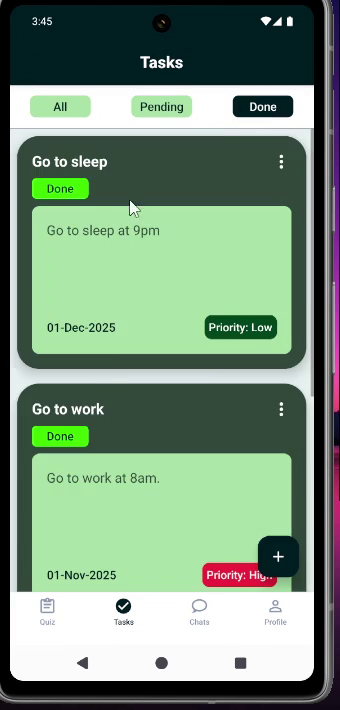 3:45
Tasks
All Pending Done
Go to sleep
Done
Go to sleep at 9pm
01-Dec-2025 Priority: Low
Go to work
Done
Go to work at 8am.
01-Nov-2025 Priority: High
Quiz Tasks Chats Profile